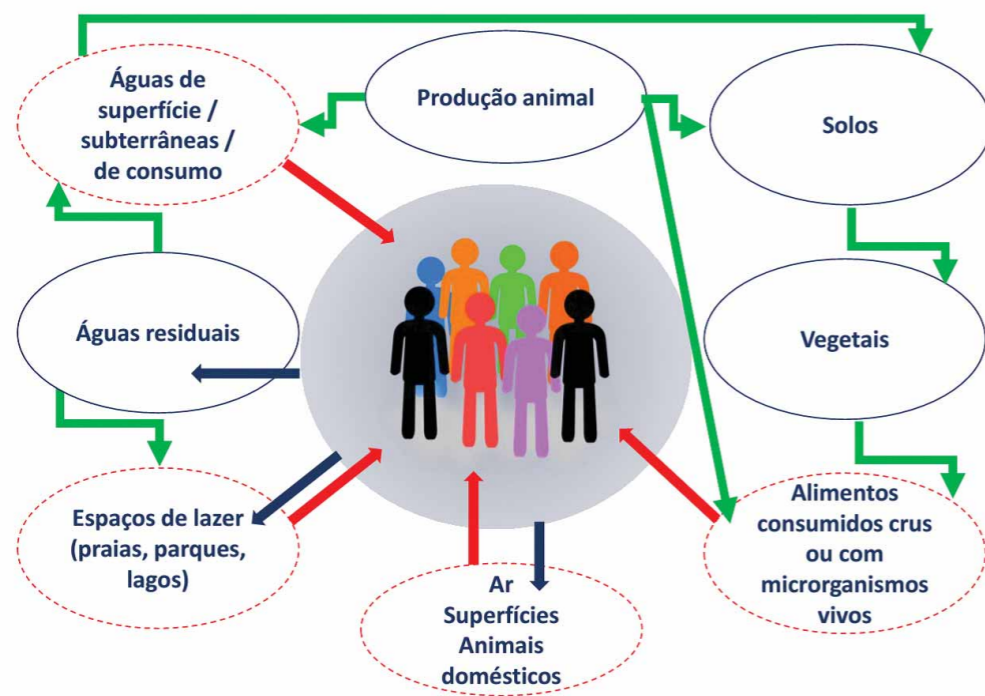 Águas de
superfície /
subterrâneas /
de consumo
Produção animal
Solos
Águas residuais
Vegetais
Espaços de lazer
(praias, parques,
lagos)
Ar
Superfícies
Animais
domésticos
Alimentos
consumidos crus
ou com
microrganismos
vivos